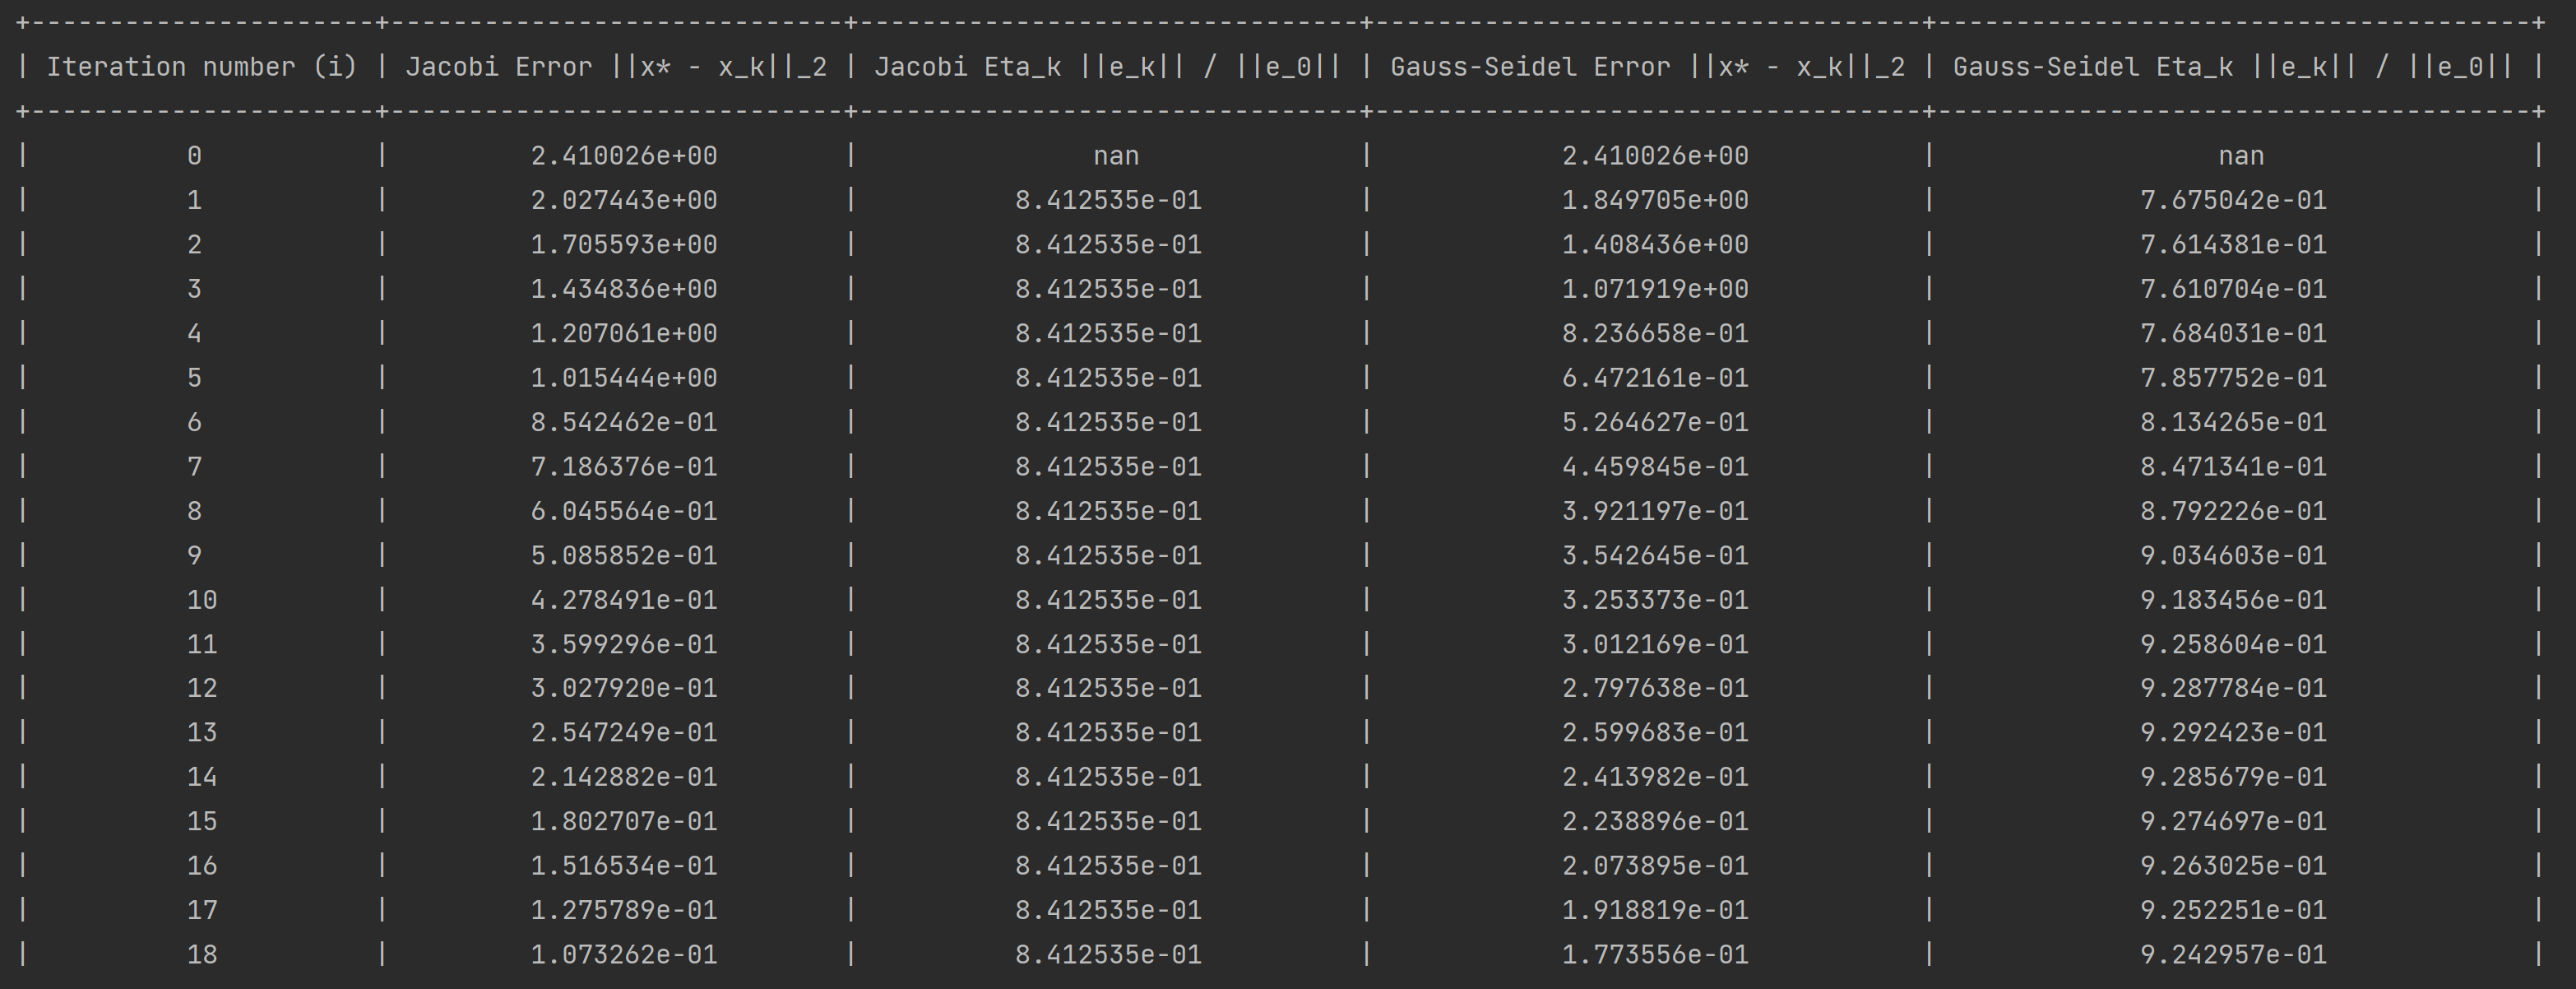 +----------------------+-----------------------------+--------------------------------+-----------------------------------+--------------------------------------+
| Iteration number (i) | Jacobi Error ||x* - x_k||_2 | Jacobi Eta_k ||e_k|| / ||e_0|| | Gauss-Seidel Error ||x* - x_k||_2 | Gauss-Seidel Eta_k ||e_k|| / ||e_0|| |
+----------------------+-----------------------------+--------------------------------+-----------------------------------+--------------------------------------+
| 0 | 2.410026e+00 | nan | 2.410026e+00 | nan |
| 1 | 2.027443e+00 | 8.412535e-01 | 1.849705e+00 | 7.675042e-01 |
| 2 | 1.705593e+00 | 8.412535e-01 | 1.408436e+00 | 7.614381e-01 |
| 3 | 1.434836e+00 | 8.412535e-01 | 1.071919e+00 | 7.610704e-01 |
| 4 | 1.207061e+00 | 8.412535e-01 | 8.236658e-01 | 7.684031e-01 |
| 5 | 1.015444e+00 | 8.412535e-01 | 6.472161e-01 | 7.857752e-01 |
| 6 | 8.542462e-01 | 8.412535e-01 | 5.264627e-01 | 8.134265e-01 |
| 7 | 7.186376e-01 | 8.412535e-01 | 4.459845e-01 | 8.471341e-01 |
| 8 | 6.045564e-01 | 8.412535e-01 | 3.921197e-01 | 8.792226e-01 |
| 9 | 5.085852e-01 | 8.412535e-01 | 3.542645e-01 | 9.034603e-01 |
| 10 | 4.278491e-01 | 8.412535e-01 | 3.253373e-01 | 9.183456e-01 |
| 11 | 3.599296e-01 | 8.412535e-01 | 3.012169e-01 | 9.258604e-01 |
| 12 | 3.027920e-01 | 8.412535e-01 | 2.797638e-01 | 9.287784e-01 |
| 13 | 2.547249e-01 | 8.412535e-01 | 2.599683e-01 | 9.292423e-01 |
| 14 | 2.142882e-01 | 8.412535e-01 | 2.413982e-01 | 9.285679e-01 |
| 15 | 1.802707e-01 | 8.412535e-01 | 2.238896e-01 | 9.274697e-01 |
| 16 | 1.516534e-01 | 8.412535e-01 | 2.073895e-01 | 9.263025e-01 |
| 17 | 1.275789e-01 | 8.412535e-01 | 1.918819e-01 | 9.252251e-01 |
| 18 | 1.073262e-01 | 8.412535e-01 | 1.773556e-01 | 9.242957e-01 |